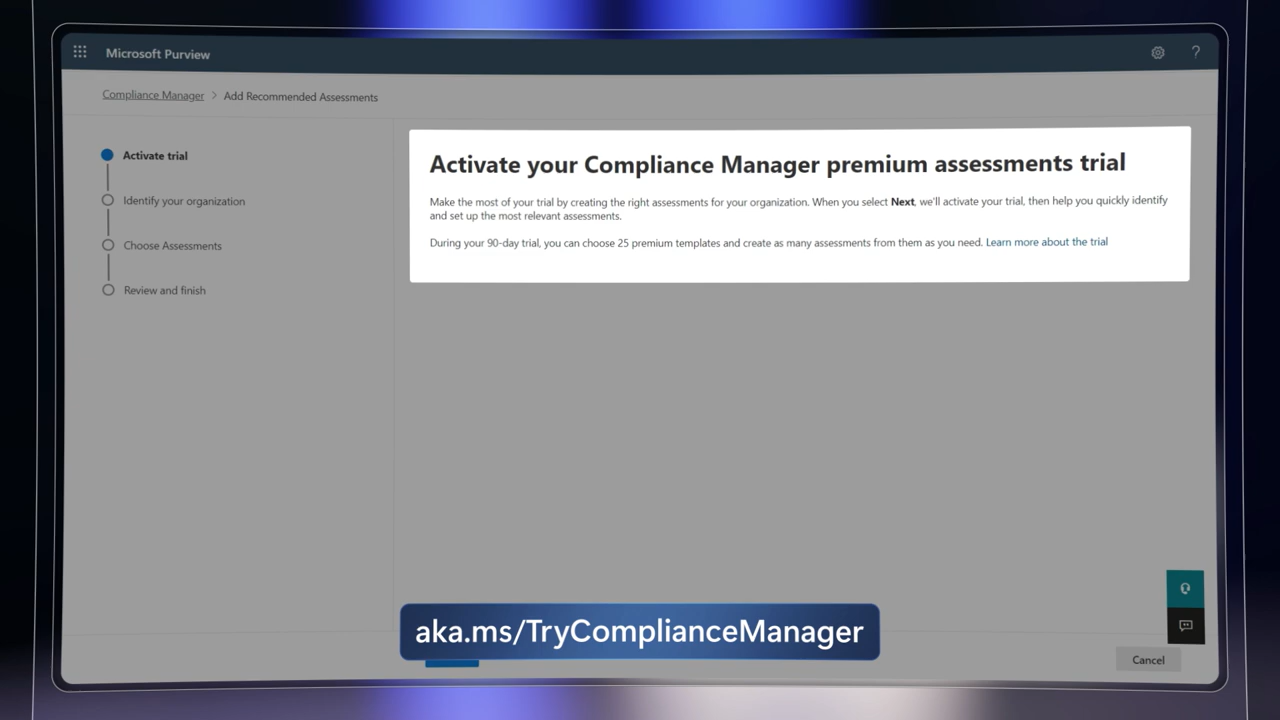 Microsoft Purview
?
Compliance Manager > Add Recommended Assessments
Activate trial
Identify your organization
Choose Assessments
Review and finish
Activate your Compliance Manager premium assessments trial
Make the most of your trial by creating the right assessments for your organization. When you select Next, we'll activate your trial, then help you quickly identify
and set up the most relevant assessments.
During your 90-day trial, you can choose 25 premium templates and create as many assessments from them as you need. Learn more about the trial
aka.ms/TryComplianceManager
Cancel